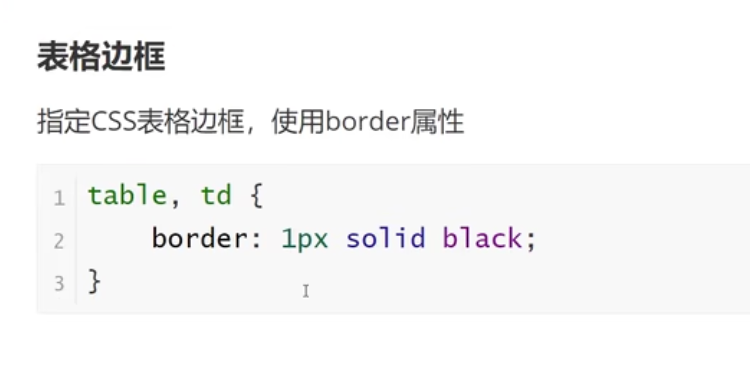 表格边框
指定CSS表格边框，使用border属性
1 table, td {
2 border: 1px solid black;
3 }